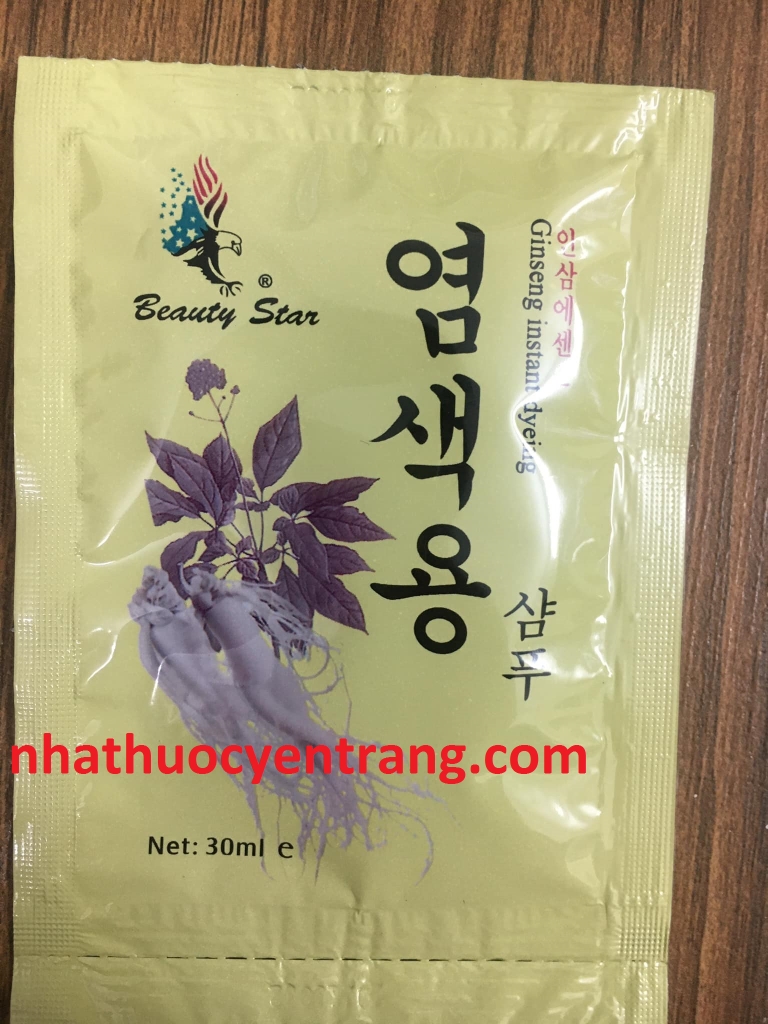 Beauty Star ®
염색용
인삼에센
Ginseng instant dyeing
샴푸
nhathuocyentrang.com
Net: 30ml e